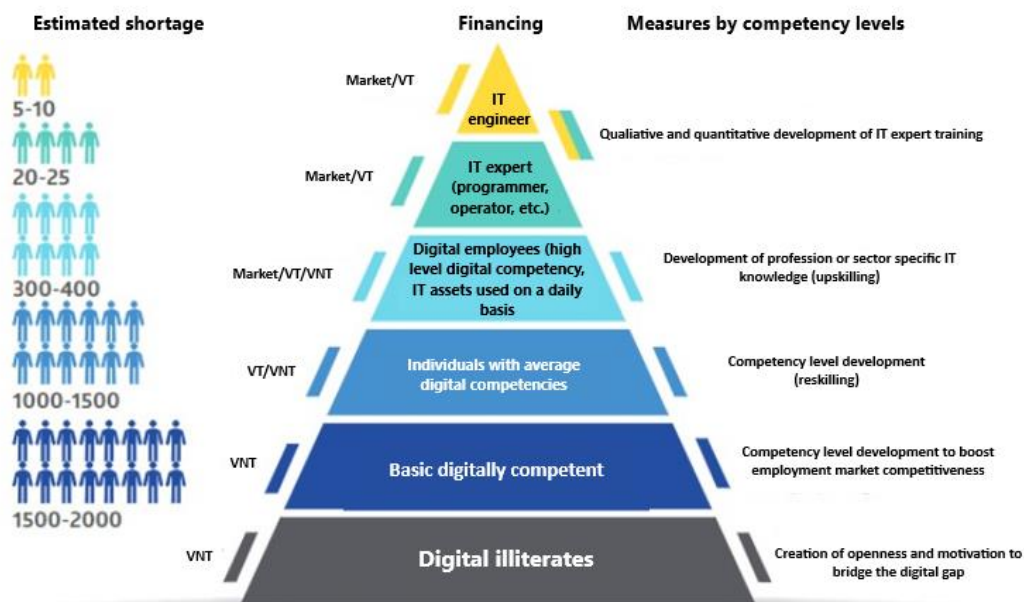 Estimated shortage
Financing
Measures by competency levels
5-10
20-25
300-400
1000-1500
1500-2000
Market/VT
Market/VT
Market/VT/VNT
VT/VNT
VNT
VNT
IT
engineer
IT expert
(programmer,
operator, etc.)
Digital employees (high
level digital competency,
IT assets used on a daily
basis
Individuals with average
digital competencies
Basic digitally competent
Digital illiterates
Qualiative and quantitative development of IT expert training
Development of profession or sector specific IT
knowledge (upskilling)
Competency level development
(reskilling)
Competency level development to boost
employment market competitiveness
Creation of openness and motivation to
bridge the digital gap